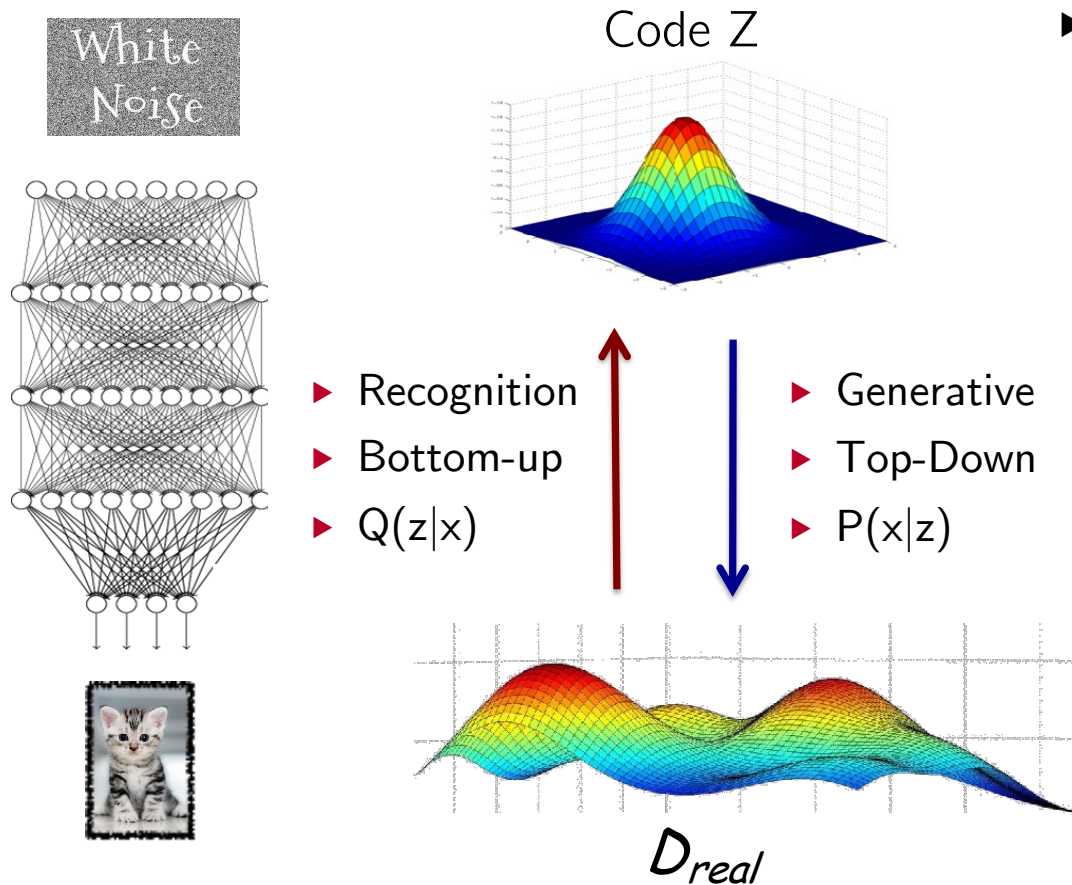 White
Noise
Code Z
Recognition
Bottom-up
Q(z|x)
Generative
Top-Down
P(x|z)
D_real